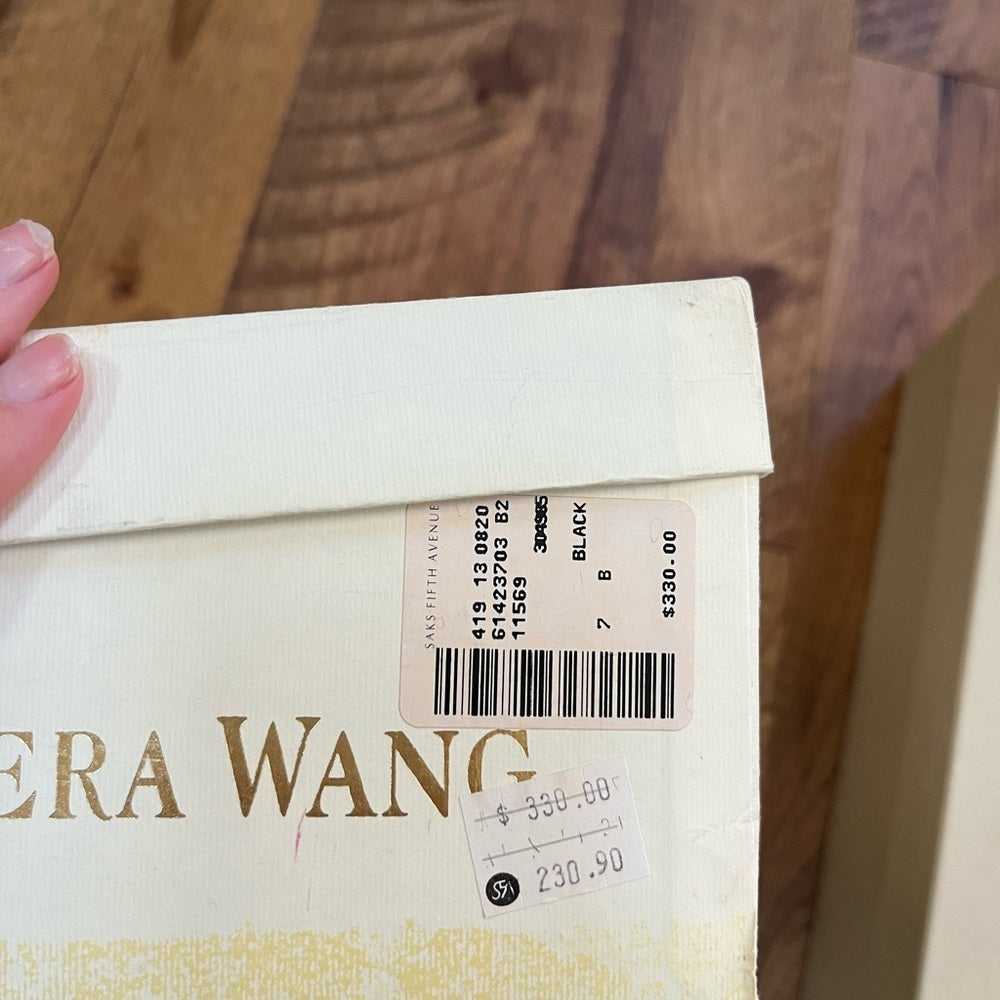 SAKS FIFTH AVENUE
419 13 0820
61423703 B2
11569
BLACK
7 B
$330.00
ERA WANG
$ 330.00
230.90